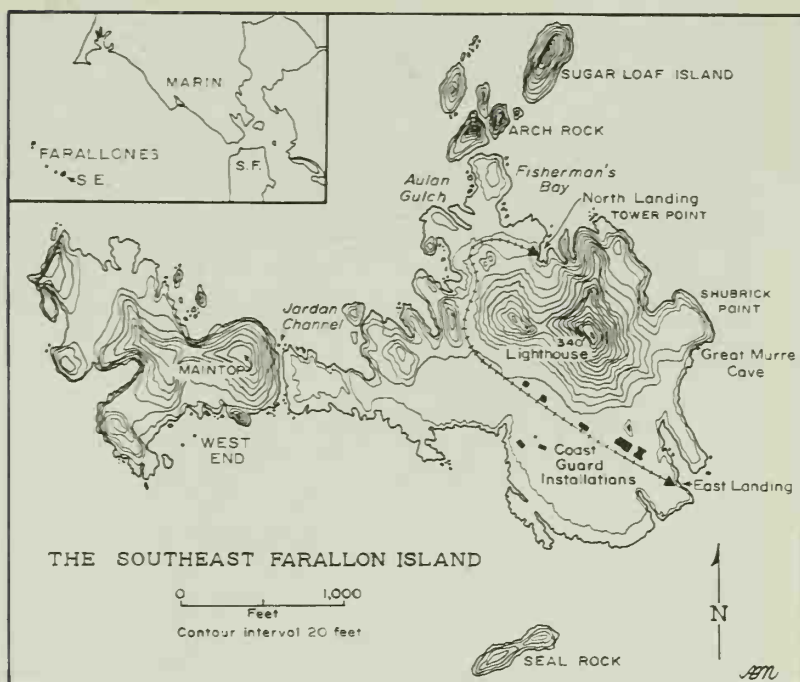 MARIN
FARALLONES
S.E.
S.F.
SUGAR LOAF ISLAND
ARCH ROCK
Aulan
Gulch
Fisherman's
Bay
North Landing
TOWER POINT
Jordan
Channel
SHUBRICK
POINT
340'
Lighthouse
Great Murre
Cave
MAINTOP
WEST
END
Coast
Guard
Installations
East Landing
THE SOUTHEAST FARALLON ISLAND
0 1,000
Feet
Contour interval 20 feet
N
SEAL ROCK